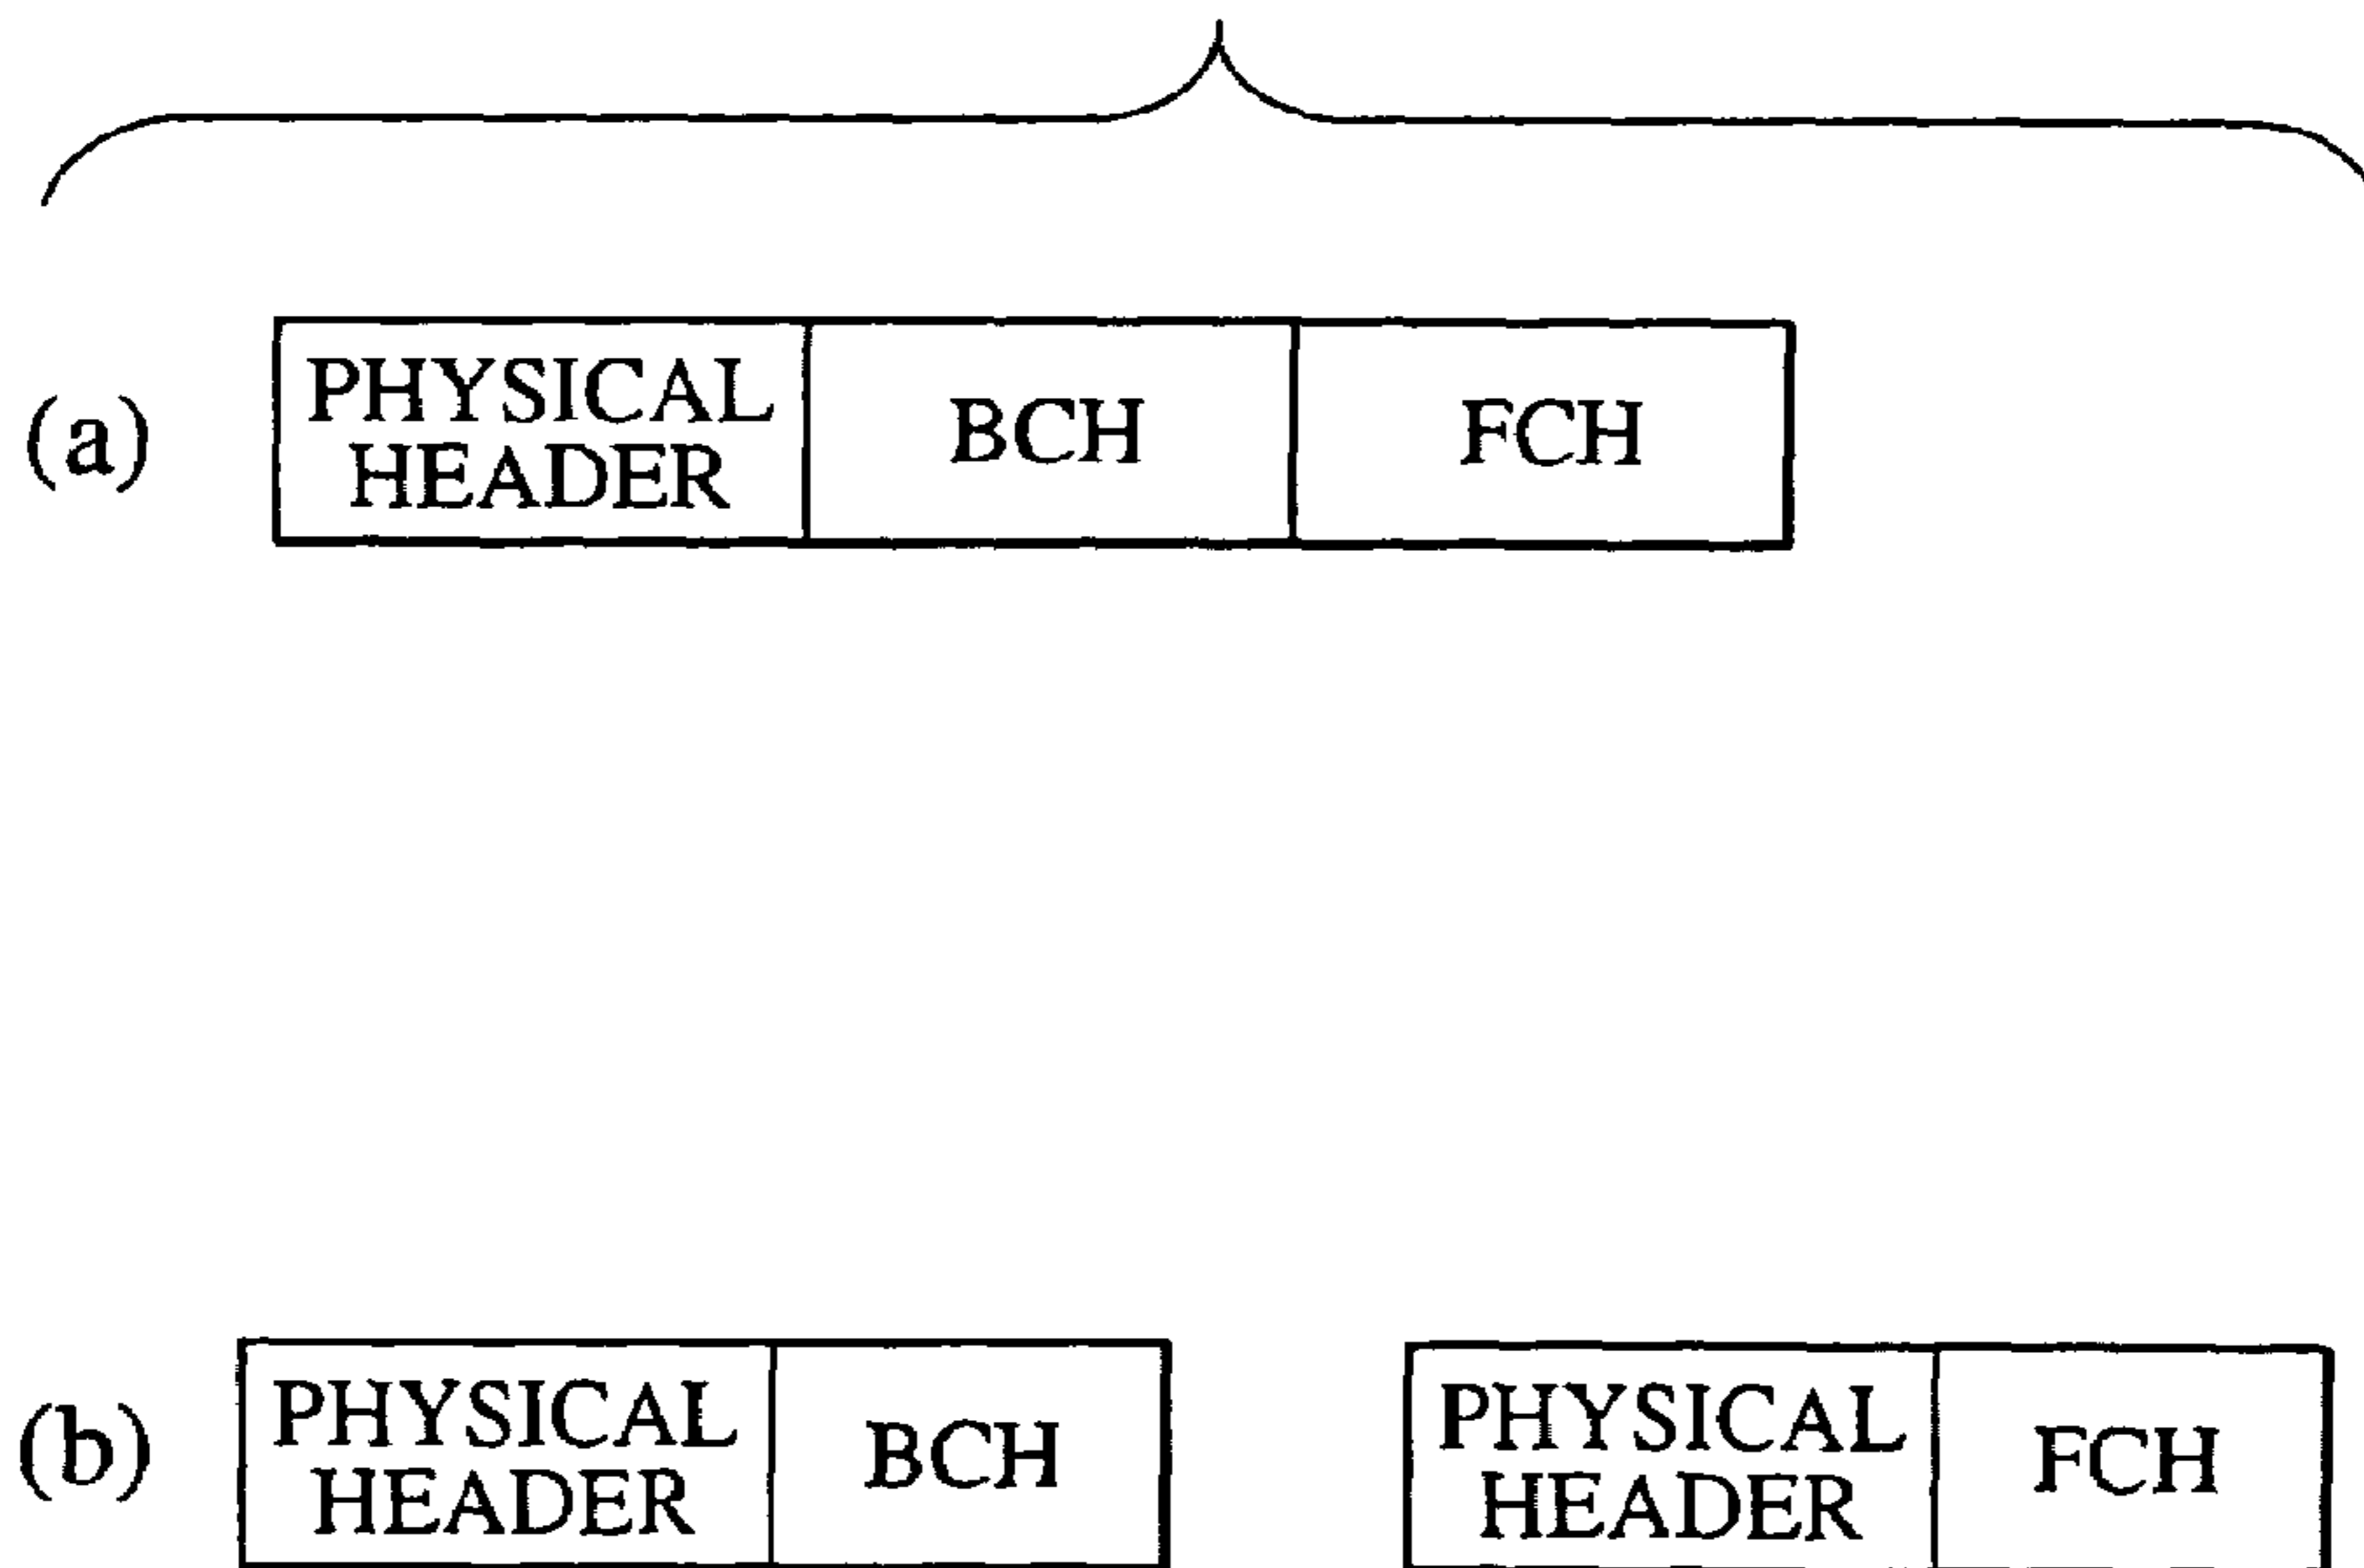 (a)
PHYSICAL
HEADER
BCH
FCH
(b)
PHYSICAL
HEADER
BCH
PHYSICAL
HEADER
FCH